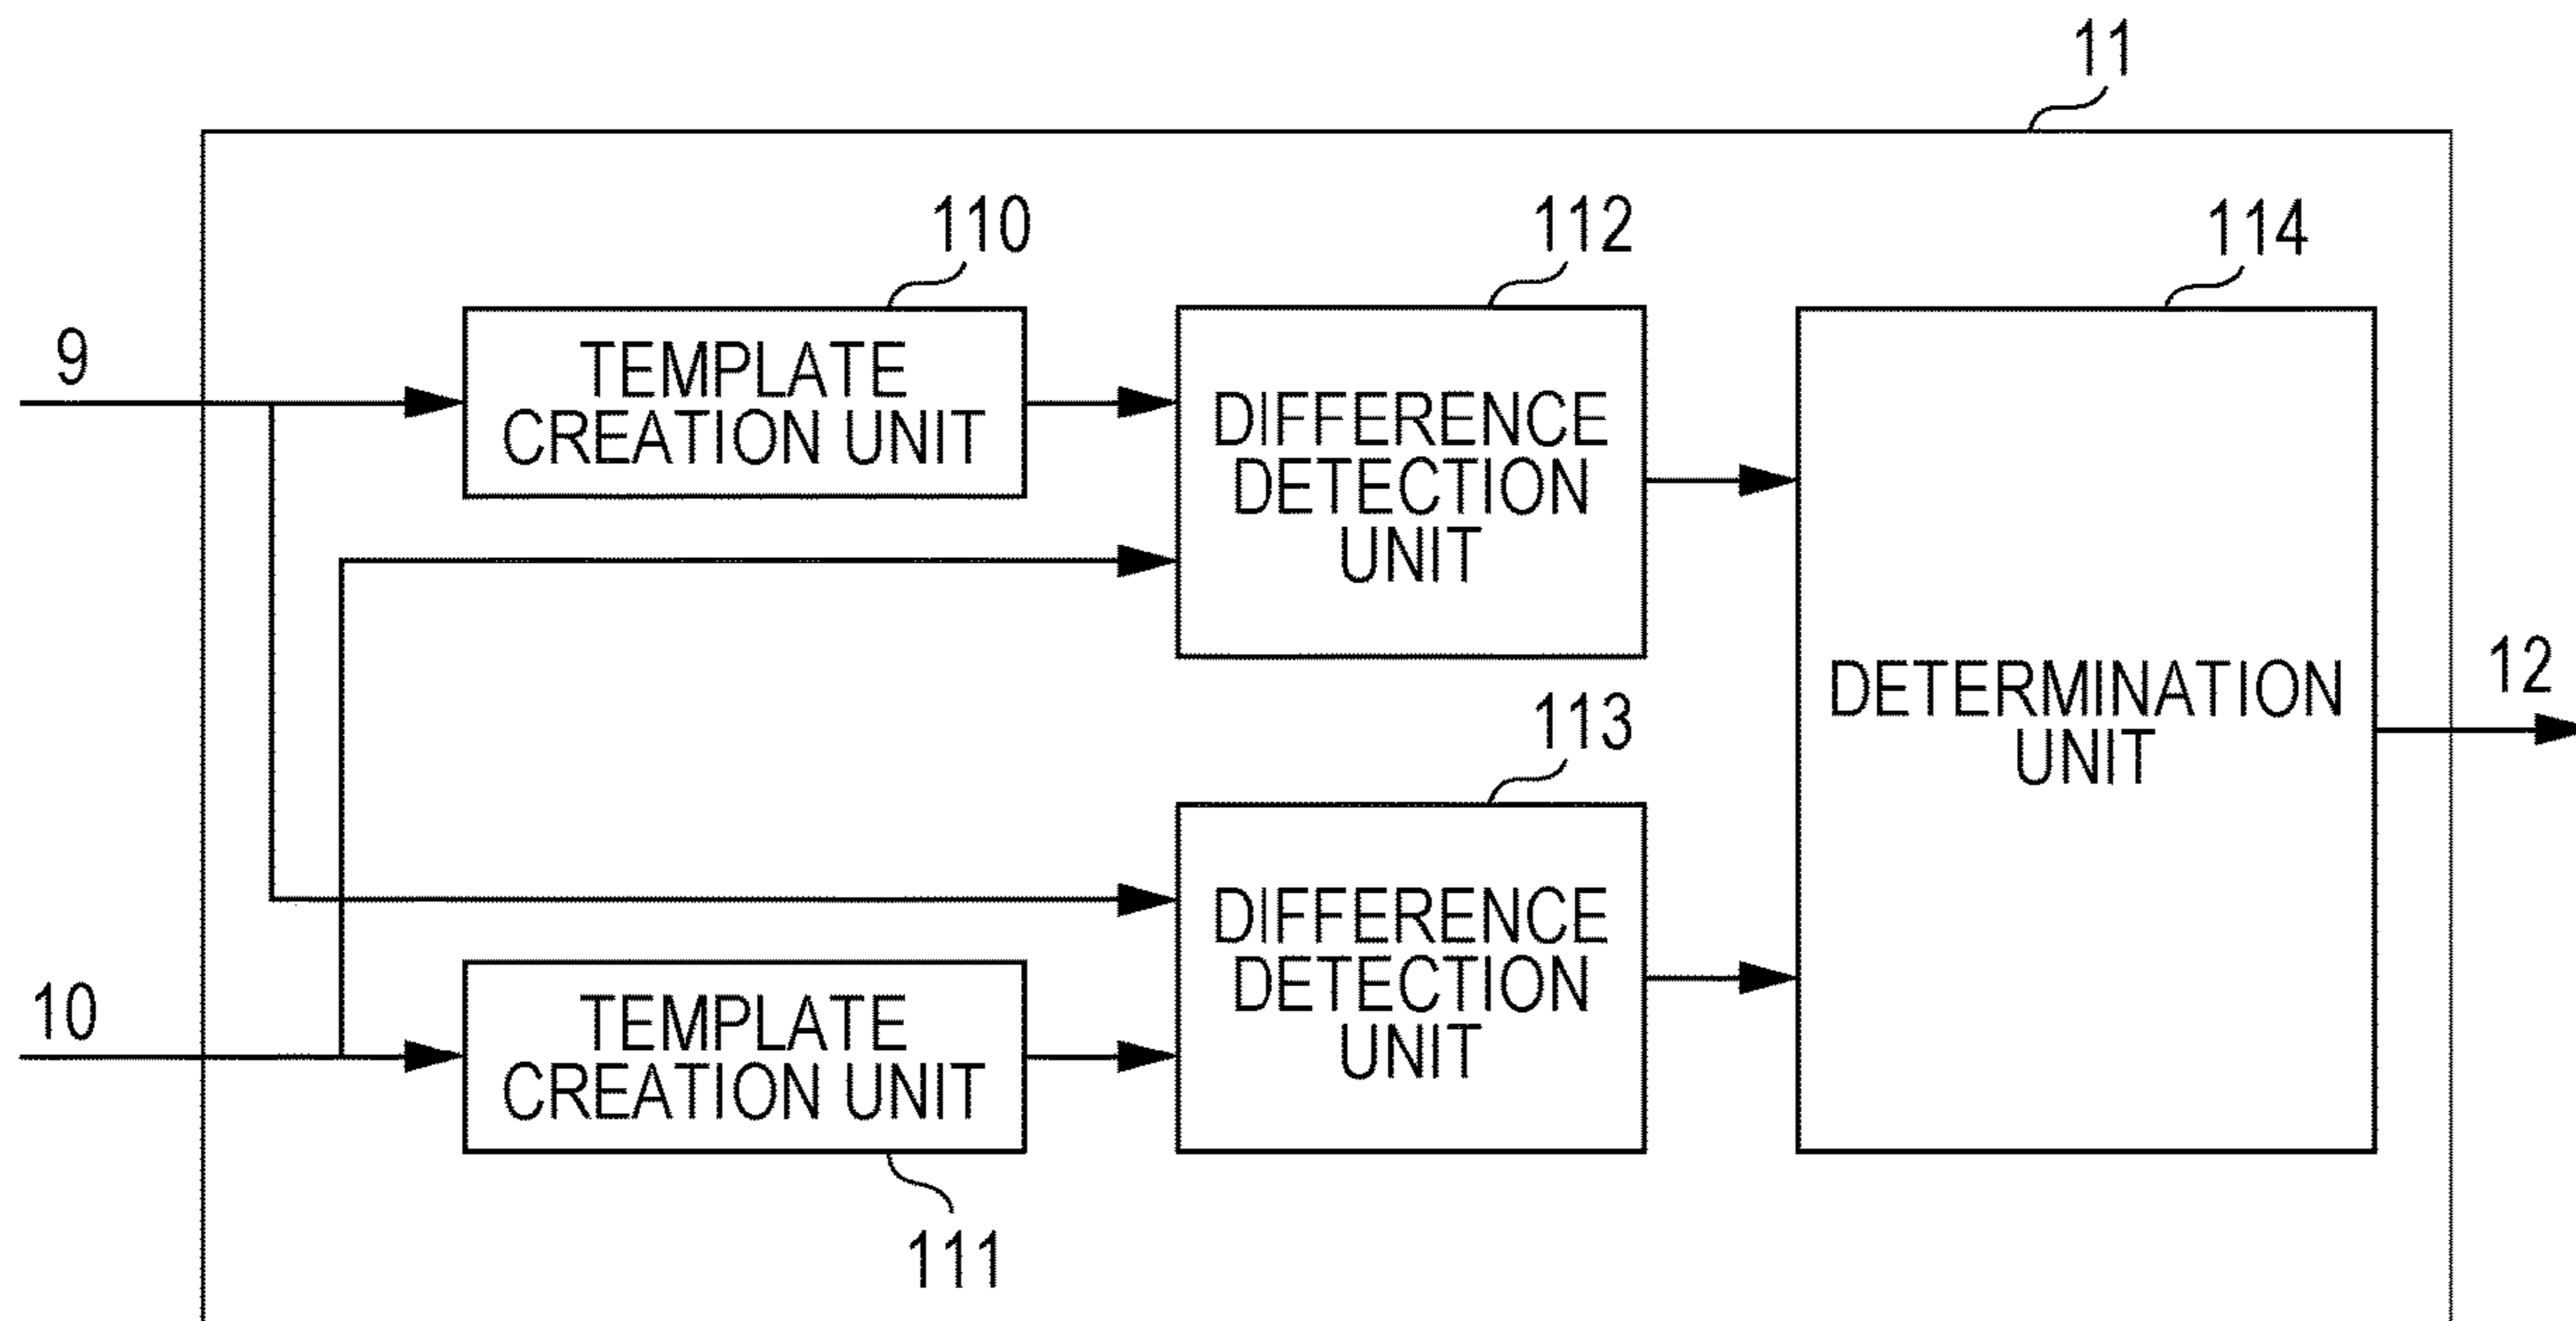 11
110
112
114
9
TEMPLATE
CREATION UNIT
DIFFERENCE
DETECTION
UNIT
DETERMINATION
UNIT
12
113
10
TEMPLATE
CREATION UNIT
DIFFERENCE
DETECTION
UNIT
111